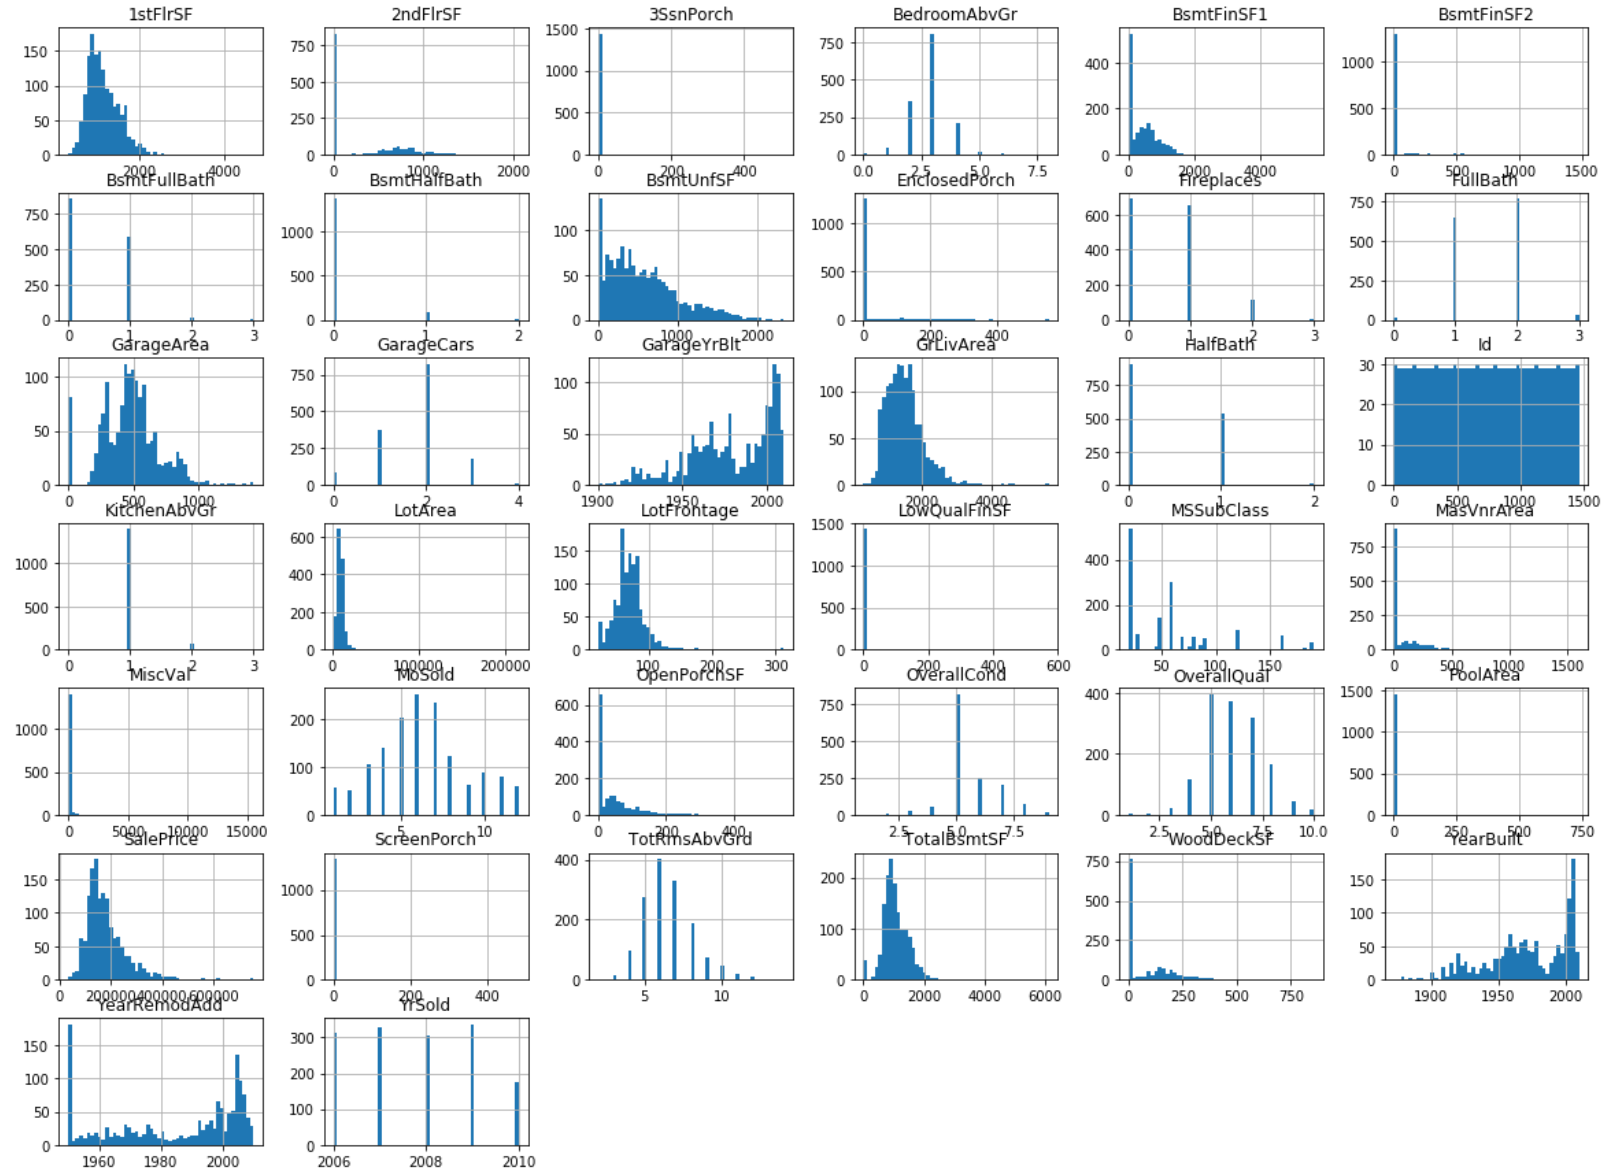 1stFlrSF 2ndFlrSF 3SsnPorch BedroomAbvGr BsmtFinSF1 BsmtFinSF2
150 100 50 0 2000 4000
750 500 250 0 0 1000 2000
1500 1000 500 0 0 200 400
750 500 250 0 0.0 2.5 5.0 7.5
400 200 0 0 2000 4000
1000 500 0 0 500 1000 1500
BsmtFullBath BsmtHalfBath BsmtUnfSF EnclosedPorch Fireplaces FullBath
750 500 250 0 0 1 2 3
1000 500 0 0 1 2
100 50 0 0 1000 2000
1000 500 0 0 200 400
600 400 200 0 0 1 2 3
750 500 250 0 0 1 2 3
GarageArea GarageCars GarageYrBlt GrLivArea HalfBath Id
100 50 0 0 500 1000
750 500 250 0 0 2 4
100 50 0 1900 1950 2000
100 50 0 2000 4000
750 500 250 0 0 1 2
30 20 10 0 0 500 1000 1500
KitchenAbvGr LotArea LotFrontage LowQualFinSF MSSubClass MasVnrArea
1000 500 0 0 1 2 3
600 400 200 0 0 100000 200000
150 100 50 0 100 200 300
1500 1000 500 0 0 200 400 600
400 200 0 50 100 150
750 500 250 0 0 500 1000 1500
MiscVal MoSold OpenPorchSF OverallCond OverallQual PoolArea
1000 500 0 0 5000 10000 15000
200 100 0 5 10
600 400 200 0 0 200 400
750 500 250 0 2.5 5.0 7.5
400 200 0 2.5 5.0 7.5 10.0
1500 1000 500 0 0 250 500 750
SalePrice ScreenPorch TotRmsAbvGrd TotalBsmtSF WoodDeckSF YearBuilt
150 100 50 0 0 200000 400000 600000
1000 500 0 0 200 400
400 200 0 5 10
200 100 0 0 2000 4000 6000
750 500 250 0 0 250 500 750
150 100 50 0 1900 1950 2000
YearRemodAdd YrSold
150 100 50 0 1960 1980 2000
300 200 100 0 2006 2008 2010